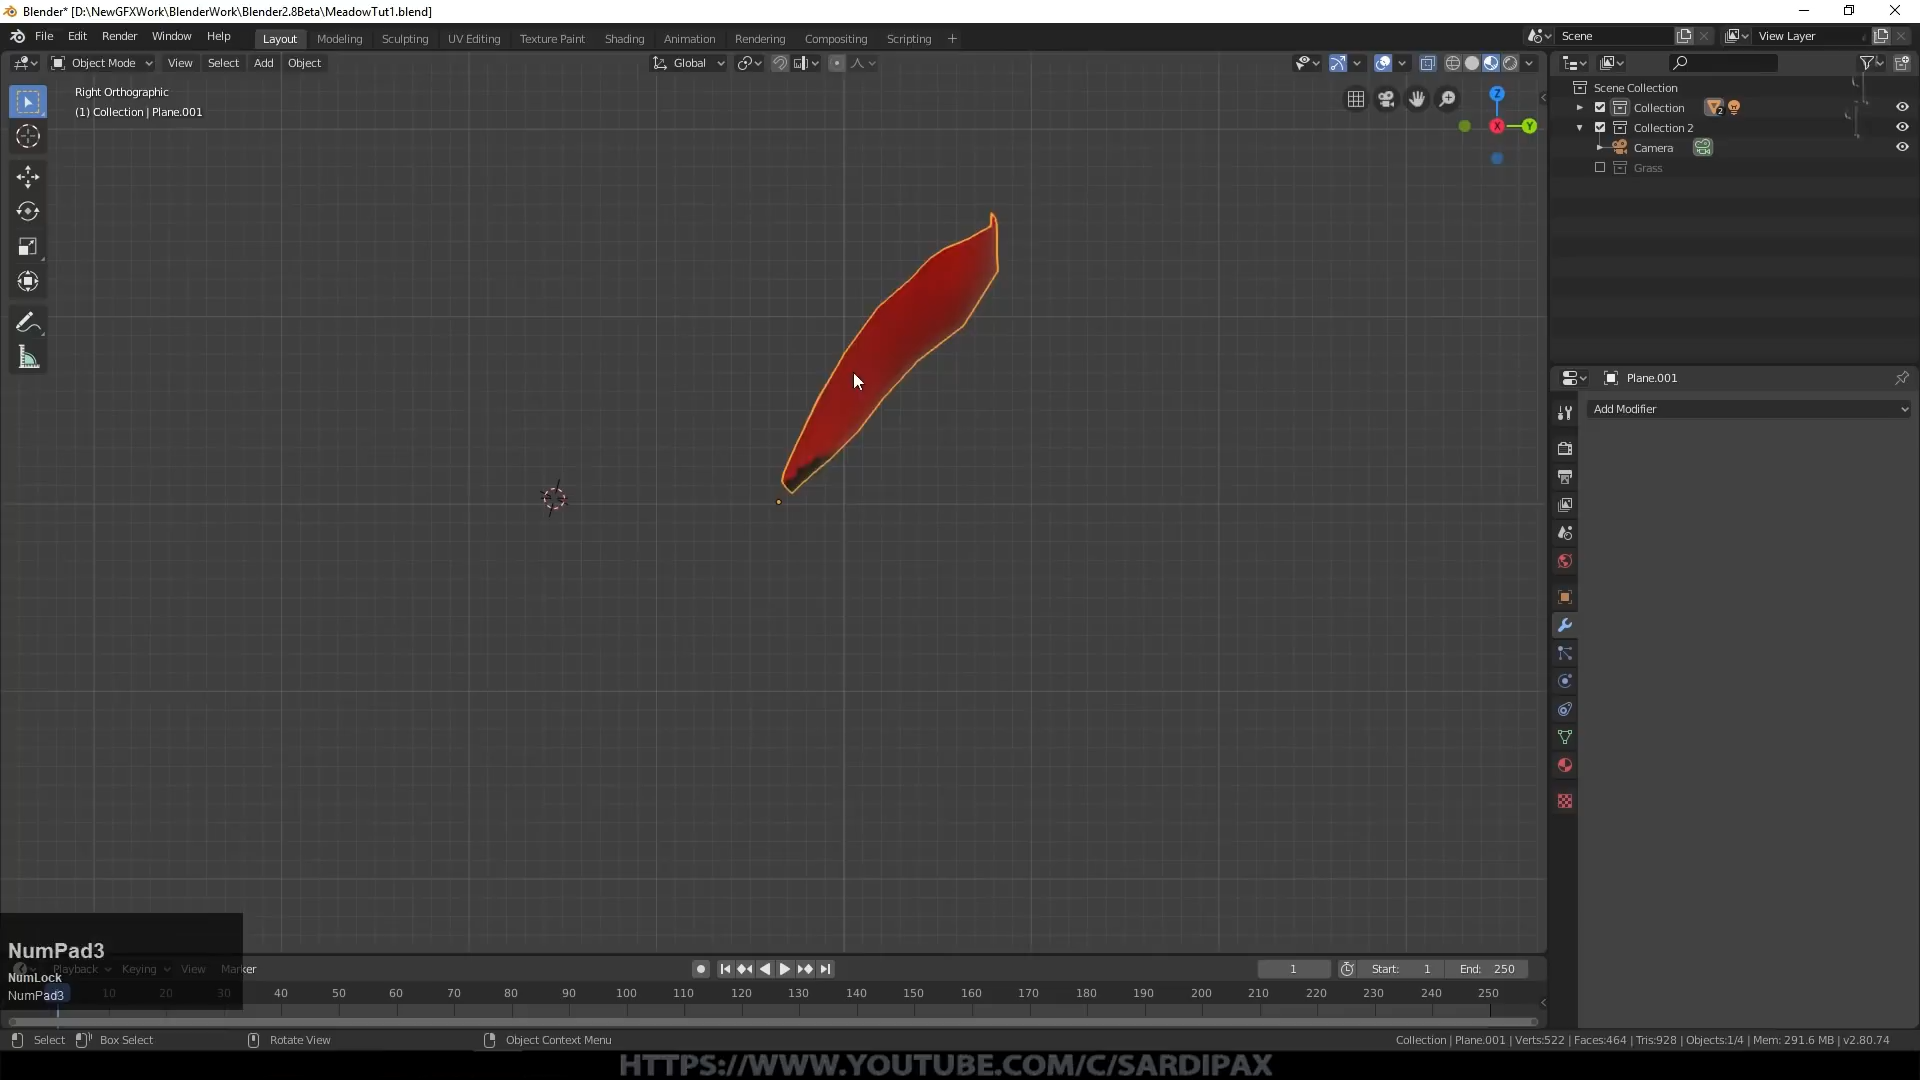 Blender* [D:\NewGFXWork\BlenderWork\Blender2.8Beta\MeadowTut1.blend]
File Edit Render Window Help Layout Modeling Sculpting UV Editing Texture Paint Shading Animation Rendering Compositing Scripting + Scene View Layer
Object Mode View Select Add Object Global
Right Orthographic
(1) Collection | Plane.001
Z
X Y
Scene Collection
Collection 2
Collection 2
Camera
Grass
Plane.001
Add Modifier
NumPad3
NumLock
NumPad3
Playback Keying View Marker 1 Start: 1 End: 250
10 20 30 40 50 60 70 80 90 100 110 120 130 140 150 160 170 180 190 200 210 220 230 240 250
Select Box Select Rotate View Object Context Menu Collection | Plane.001 | Verts:522 | Faces:464 | Tris:928 | Objects:1/4 | Mem: 291.6 MB | v2.80.74
HTTPS://WWW.YOUTUBE.COM/C/SARDIPAX